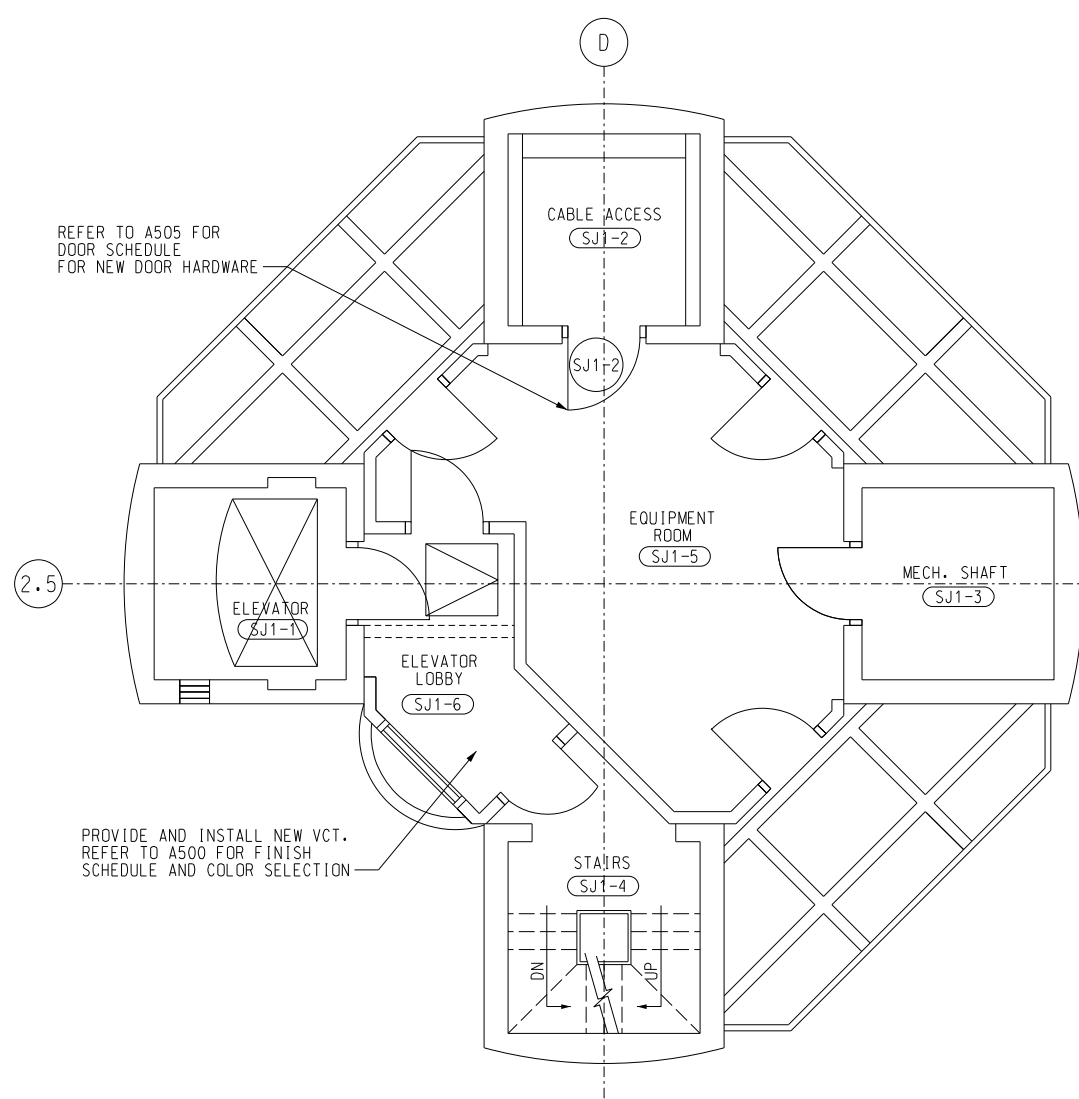 D
CABLE ACCESS
SJ1-2
REFER TO A505 FOR
DOOR SCHEDULE
FOR NEW DOOR HARDWARE
SJ1-2
EQUIPMENT
ROOM
SJ1-5
2.5
MECH. SHAFT
SJ1-3
ELEVATOR
SJ1-1
ELEVATOR
LOBBY
SJ1-6
PROVIDE AND INSTALL NEW VCT.
REFER TO A500 FOR FINISH
SCHEDULE AND COLOR SELECTION
STAIRS
SJ1-4
DN
UP